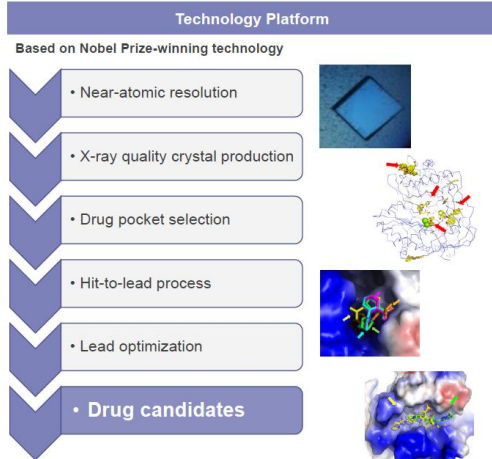 Technology Platform
Based on Nobel Prize-winning technology
• Near-atomic resolution
• X-ray quality crystal production
• Drug pocket selection
• Hit-to-lead process
• Lead optimization
• Drug candidates